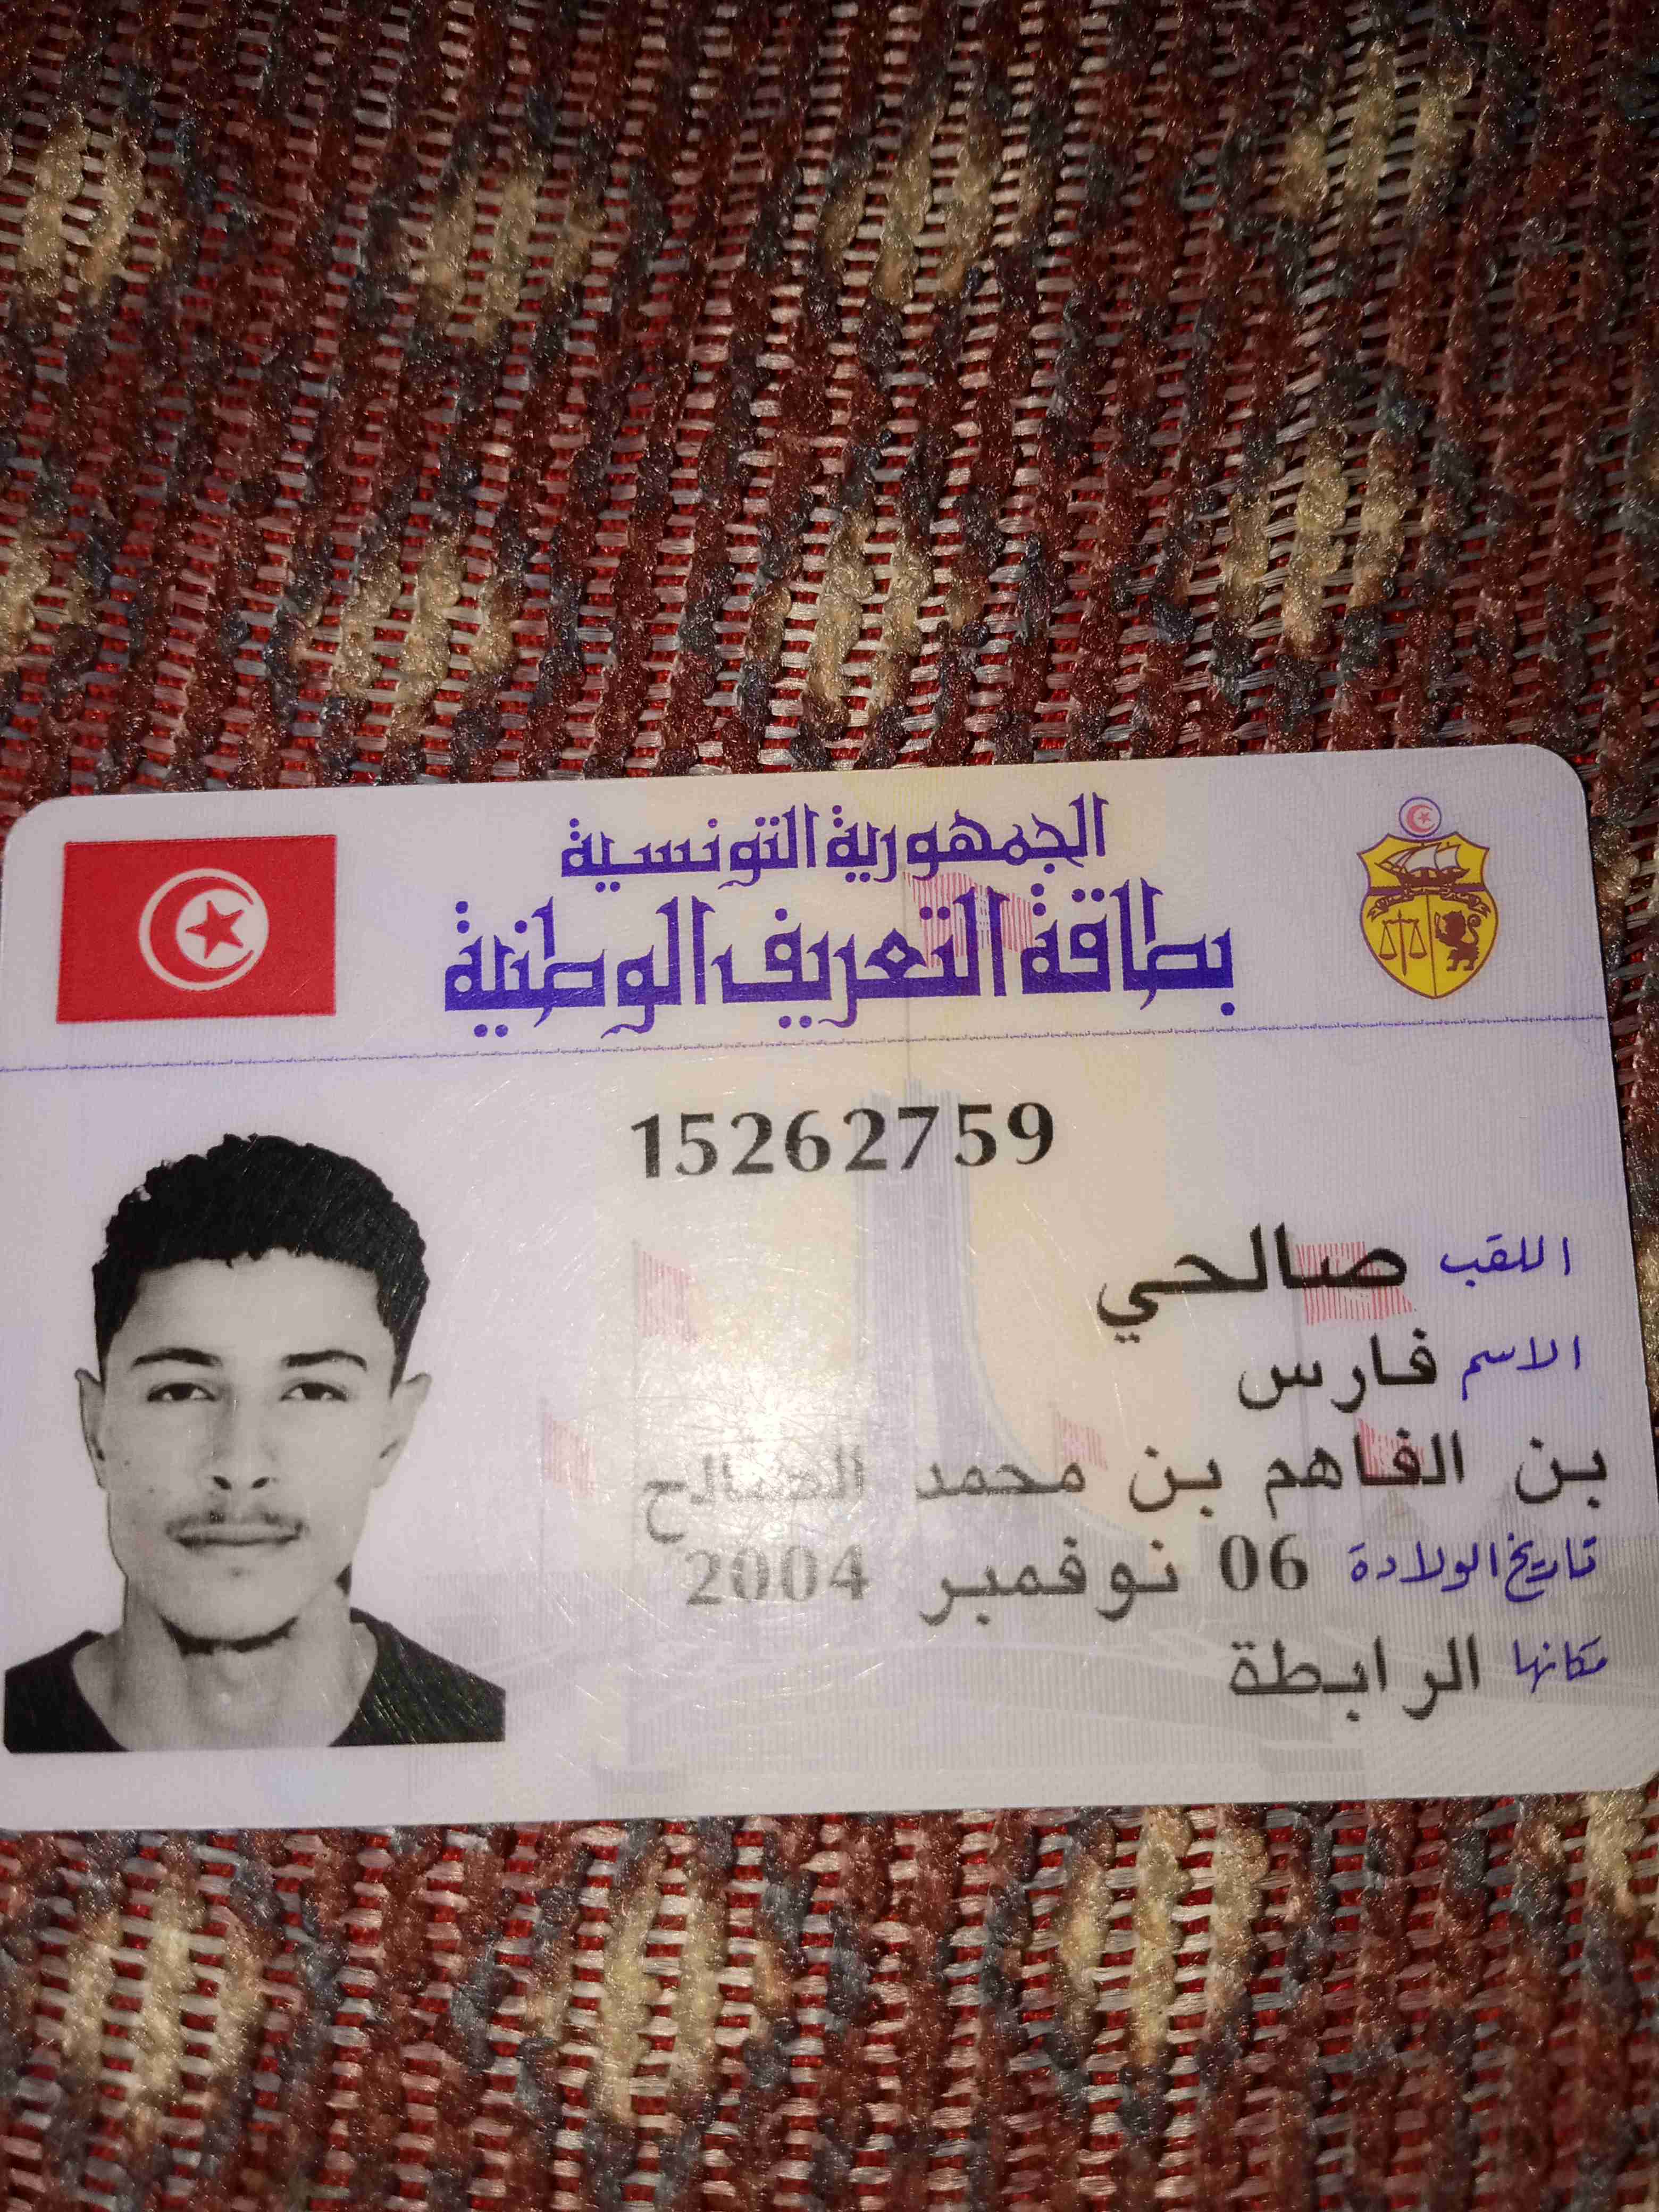 الجمهورية التونسية
بطاقة التعريف الوطنية
15262759
اللقب صالحي
الاسم فارس
بن الفاهم بن محمد الصالح
تاريخ الولادة 06 نوفمبر 2004
مكانها الرابطة